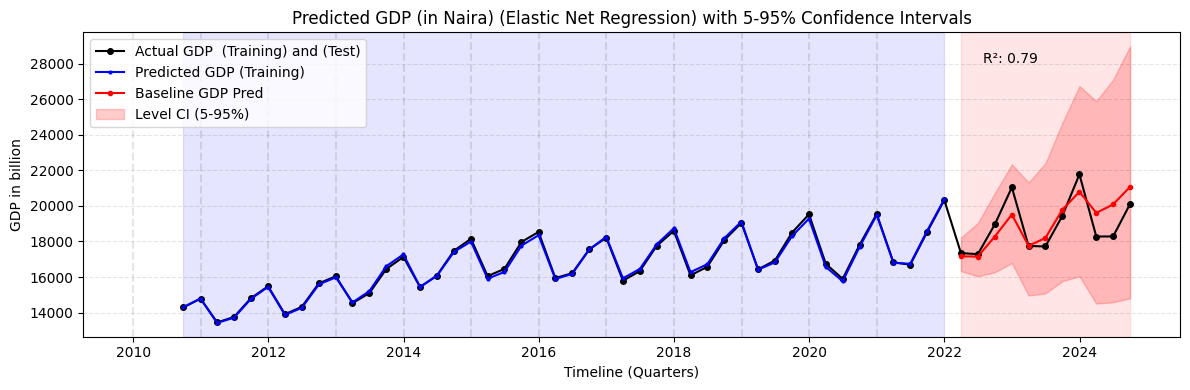 Predicted GDP (in Naira) (Elastic Net Regression) with 5-95% Confidence Intervals
Actual GDP  (Training) and (Test)
Predicted GDP (Training)
Baseline GDP Pred
Level CI (5-95%)
R²: 0.79
GDP in billion
28000
26000
24000
22000
20000
18000
16000
14000
2010
2012
2014
2016
2018
2020
2022
2024
Timeline (Quarters)